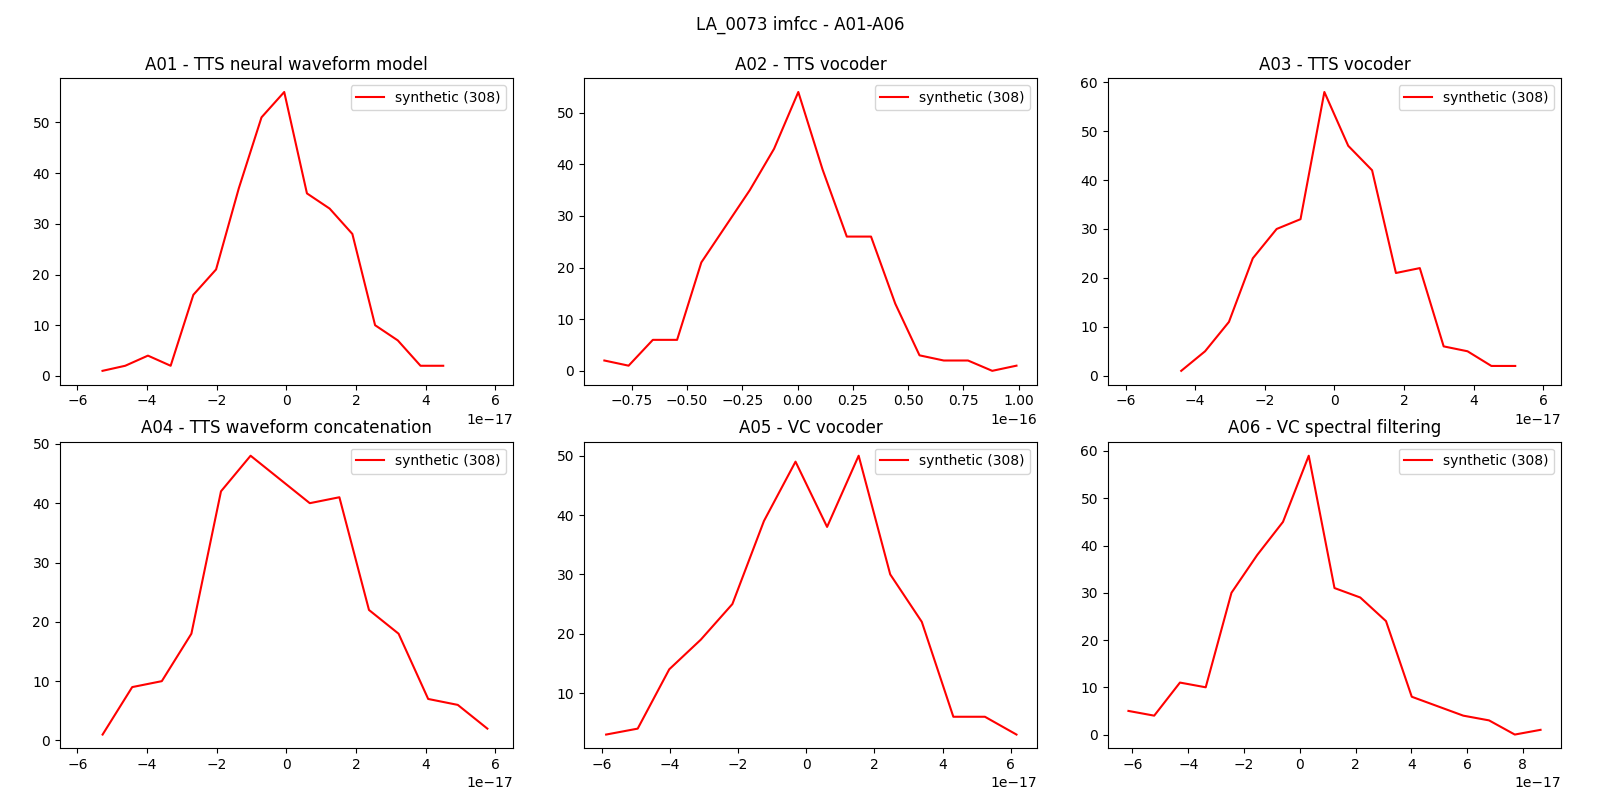 LA_0073 imfcc - A01-A06
A01 - TTS neural waveform model
synthetic (308)
50
40
30
20
10
0
−6 −4 −2 0 2 4 6
1e−17
A02 - TTS vocoder
synthetic (308)
50
40
30
20
10
0
−0.75 −0.50 −0.25 0.00 0.25 0.50 0.75 1.00
1e−16
A03 - TTS vocoder
synthetic (308)
60
50
40
30
20
10
0
−6 −4 −2 0 2 4 6
1e−17
A04 - TTS waveform concatenation
synthetic (308)
50
40
30
20
10
0
−6 −4 −2 0 2 4 6
1e−17
A05 - VC vocoder
synthetic (308)
50
40
30
20
10
−6 −4 −2 0 2 4 6
1e−17
A06 - VC spectral filtering
synthetic (308)
60
50
40
30
20
10
0
−6 −4 −2 0 2 4 6 8
1e−17